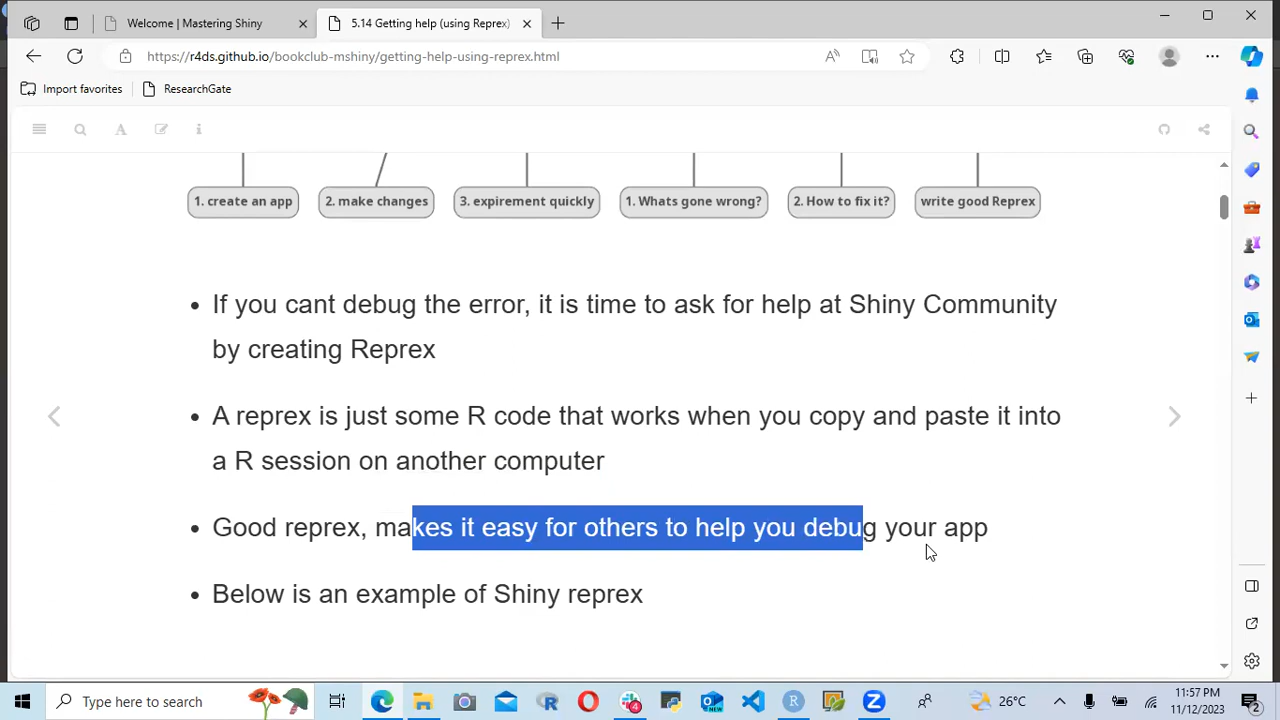 Welcome | Mastering Shiny
5.14 Getting help (using Reprex)
https://r4ds.github.io/bookclub-mshiny/getting-help-using-reprex.html
Import favorites
ResearchGate
1. create an app
2. make changes
3. expirement quickly
1. Whats gone wrong?
2. How to fix it?
write good Reprex
If you cant debug the error, it is time to ask for help at Shiny Community
by creating Reprex
A reprex is just some R code that works when you copy and paste it into
a R session on another computer
Good reprex, makes it easy for others to help you debug your app
Below is an example of Shiny reprex
Type here to search
26°C
11:57 PM
11/12/2023